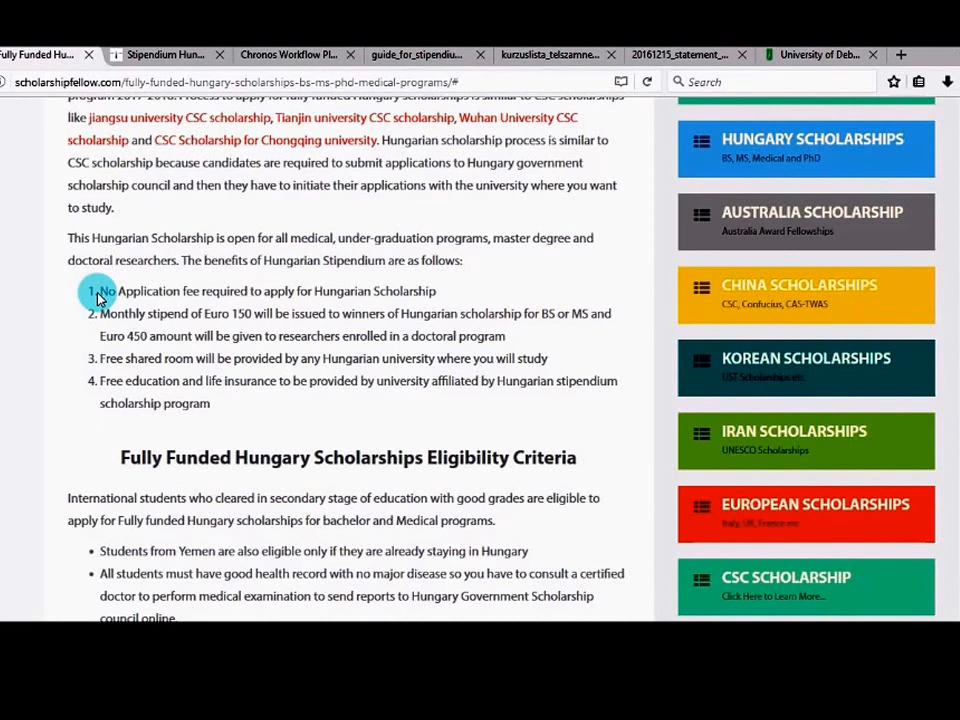 Fully Funded Hu...
Stipendium Hun...
Chronos Workflow Pl...
guide_for_stipendiu...
kurzuslista_telszamne...
20161215_statement_...
University of Deb...
scholarshipfellow.com/fully-funded-hungary-scholarships-bs-ms-phd-medical-programs/#
Search
like jiangsu university CSC scholarship, Tianjin university CSC scholarship, Wuhan University CSC
scholarship and CSC Scholarship for Chongqing university. Hungarian scholarship process is similar to
CSC scholarship because candidates are required to submit applications to Hungary government
scholarship council and then they have to initiate their applications with the university where you want
to study.
This Hungarian Scholarship is open for all medical, under-graduation programs, master degree and
doctoral researchers. The benefits of Hungarian Stipendium are as follows:
1. No Application fee required to apply for Hungarian Scholarship
2. Monthly stipend of Euro 150 will be issued to winners of Hungarian scholarship for BS or MS and
Euro 450 amount will be given to researchers enrolled in a doctoral program
3. Free shared room will be provided by any Hungarian university where you will study
4. Free education and life insurance to be provided by university affiliated by Hungarian stipendium
scholarship program
Fully Funded Hungary Scholarships Eligibility Criteria
International students who cleared in secondary stage of education with good grades are eligible to
apply for Fully funded Hungary scholarships for bachelor and Medical programs.
• Students from Yemen are also eligible only if they are already staying in Hungary
• All students must have good health record with no major disease so you have to consult a certified
doctor to perform medical examination to send reports to Hungary Government Scholarship
council online.
HUNGARY SCHOLARSHIPS
BS, MS, Medical and PhD
AUSTRALIA SCHOLARSHIP
Australia Award Fellowships
CHINA SCHOLARSHIPS
CSC, Confucius, CAS-TWAS
KOREAN SCHOLARSHIPS
UST Scholarships etc
IRAN SCHOLARSHIPS
UNESCO Scholarships
EUROPEAN SCHOLARSHIPS
Italy, UK, France etc
CSC SCHOLARSHIP
Click Here to Learn More...